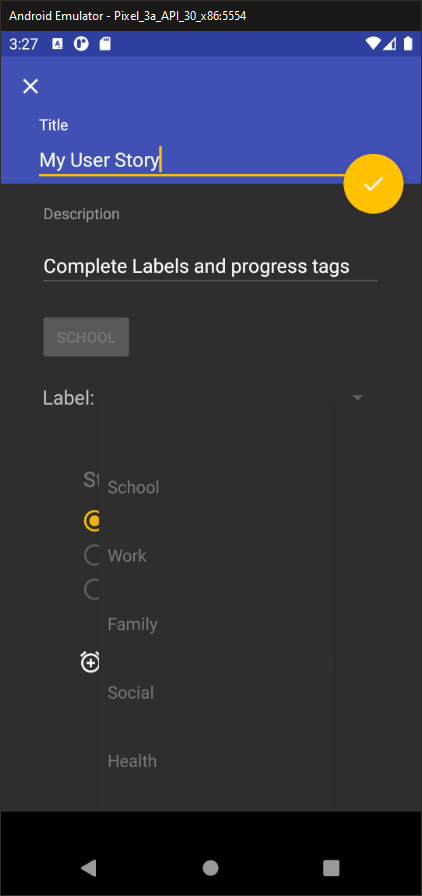 Android Emulator - Pixel_3a_API_30_x86:5554
3:27
Title
My User Story
Description
Complete Labels and progress tags
SCHOOL
Label:
School
Work
Family
Social
Health